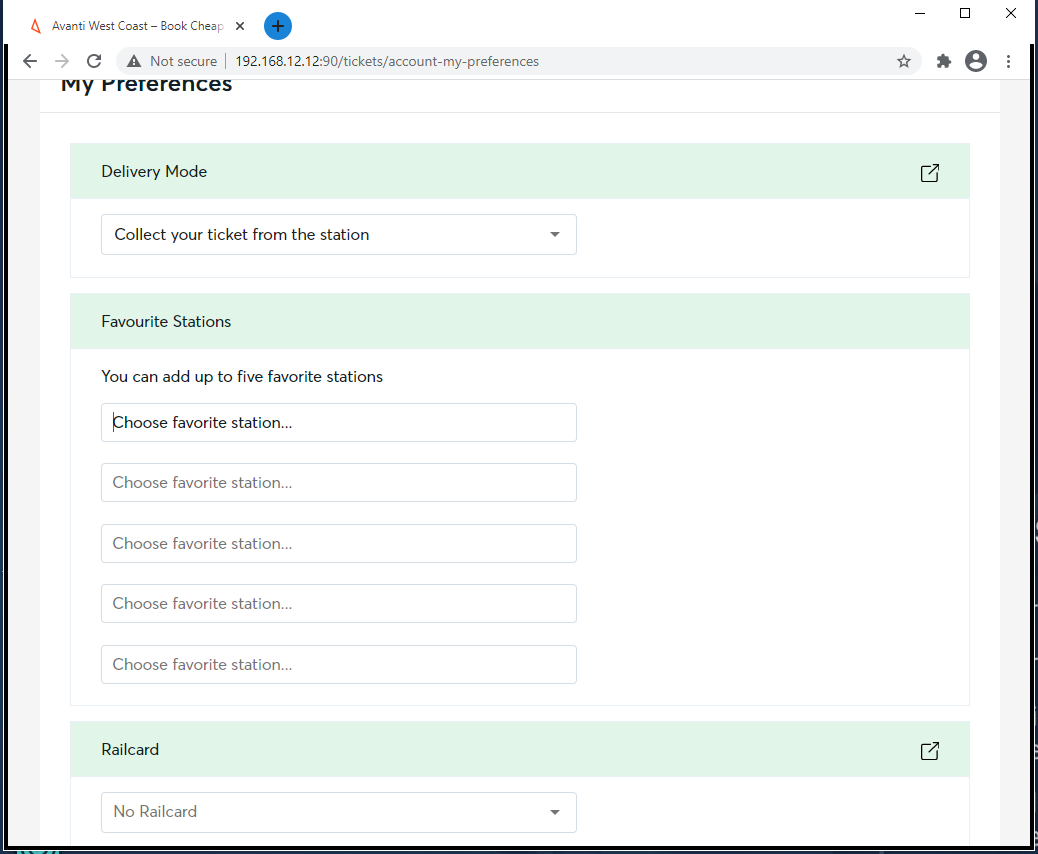 Avanti West Coast – Book Cheap
Not secure
192.168.12.12:90/tickets/account-my-preferences
My Preferences
Delivery Mode
Collect your ticket from the station
Favourite Stations
You can add up to five favorite stations
Choose favorite station...
Choose favorite station...
Choose favorite station...
Choose favorite station...
Choose favorite station...
Railcard
No Railcard